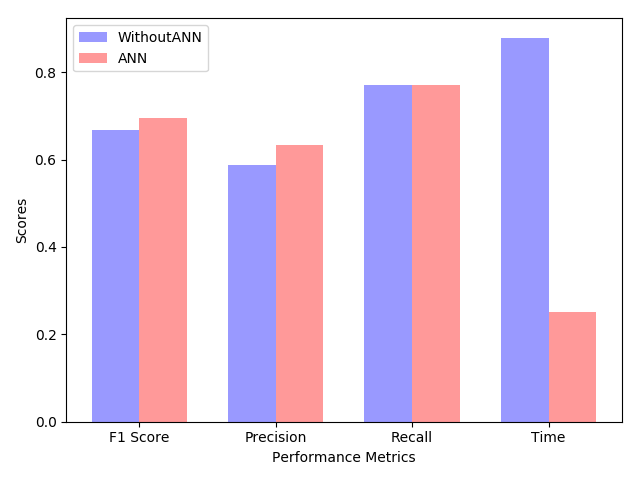 WithoutANN
ANN
0.8
0.6
0.4
0.2
0.0
Scores
F1 Score Precision Recall Time
Performance Metrics